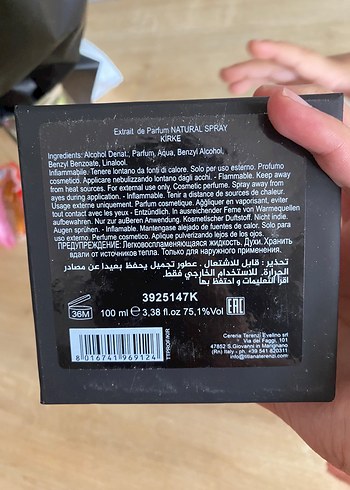 Extrait de Parfum NATURAL SPRAY
KIRKE
Ingredients: Alcohol Denat., Parfum, Aqua, Benzyl Alcohol,
Benzyl Benzoate, Linalool.
Inflammabile. Tenere lontano da fonti di calore. Solo per uso esterno. Profumo
cosmetico. Applicare nebulizzando lontano dagli occhi. - Flammable. Keep away
from heat sources. For external use only. Cosmetic perfume. Spray away from
eyes during application. - Inflammable. Tenir a distance de sources de chaleur.
Usage externe uniquement. Parfum cosmetique. Appliquer en vaporisant, eviter
tout contact avec les yeux - Entzündich. In ausreichender Ferne von Warmequellen
aufbewahren. Nur zur außeren Anwendung. Kosmetischer Duftstoff. Nicht indie.
Augen sprühen. - Inflamable. Mantengase alejado de fuentes de calor. Solo para
uso externo. Perfume cosmetico. Aplique pulverizando lejos de los ojos.
ПРЕДУПРЕЖДЕНИЕ: Легковоспламеняющаяся жидкость. Духи. Хранить
вдали от источников тепла. Только для наружного применения.
تحذير : قابل للاشتعال . عطور تجميل يحفظ بعيدا عن مصادر
الحرارة. للاستخدام الخارجي فقط.
اقرأ التعليمات و احتفظ بها
36M
3925147K
100 ml e 3,38 fl.oz 75,1%Vol
EAC
8016741969124
Cereria Terenzi Evelino srl
Via dei Faggi, 101
47852 S.Giovanni in Marignano
(Rn) Italy - ph. +39 541 820311
info@tizianaterenzi.com